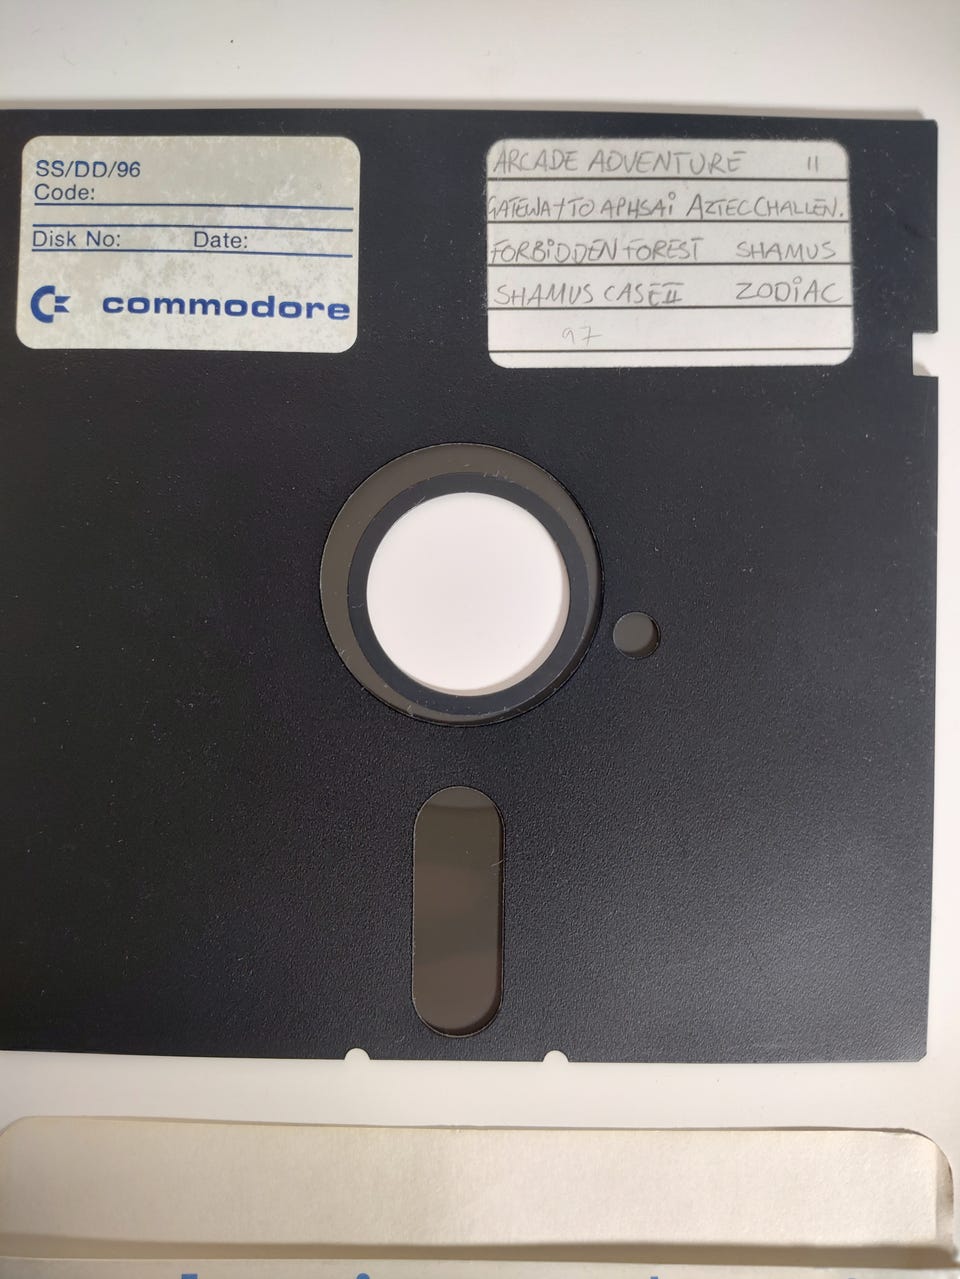 SS/DD/96
Code:
Disk No: Date:
commodore
ARCADE ADVENTURE II
GATEWAY TO APHSAi AZTEC CHALLEN.
FORBiDDEN FOREST SHAMUS
SHAMUS CASE II ZODiAC
97